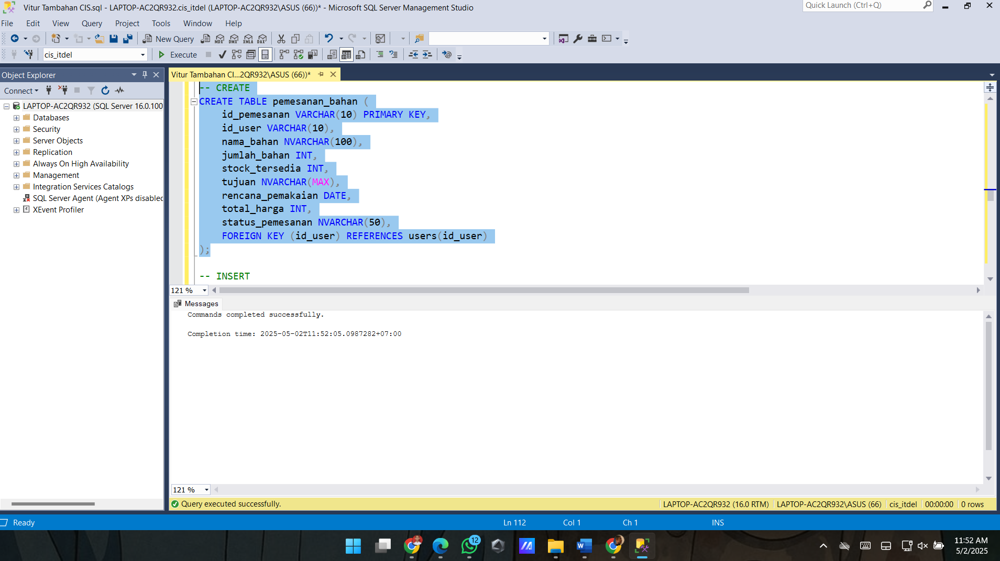 Vitur Tambahan CIS.sql - LAPTOP-AC2QR932.cis_itdel (LAPTOP-AC2QR932\ASUS (66))* - Microsoft SQL Server Management Studio
Quick Launch (Ctrl+Q)
File Edit View Query Project Tools Window Help
New Query MDX DMX XMLA DAX
cis_itdel Execute
Object Explorer
Connect
LAPTOP-AC2QR932 (SQL Server 16.0.100
Databases
Security
Server Objects
Replication
Always On High Availability
Management
Integration Services Catalogs
SQL Server Agent (Agent XPs disabled
XEvent Profiler
Vitur Tambahan CI...2QR932\ASUS (66))*
-- CREATE
CREATE TABLE pemesanan_bahan (
id_pemesanan VARCHAR(10) PRIMARY KEY,
id_user VARCHAR(10),
nama_bahan NVARCHAR(100),
jumlah_bahan INT,
stock_tersedia INT,
tujuan NVARCHAR(MAX),
rencana_pemakaian DATE,
total_harga INT,
status_pemesanan NVARCHAR(50),
FOREIGN KEY (id_user) REFERENCES users(id_user)
);
-- INSERT
121 %
Messages
Commands completed successfully.
Completion time: 2025-05-02T11:52:05.0987282+07:00
121 %
Query executed successfully.
LAPTOP-AC2QR932 (16.0 RTM) LAPTOP-AC2QR932\ASUS (66) cis_itdel 00:00:00 0 rows
Ready Ln 112 Col 1 Ch 1 INS
12
11:52 AM
5/2/2025